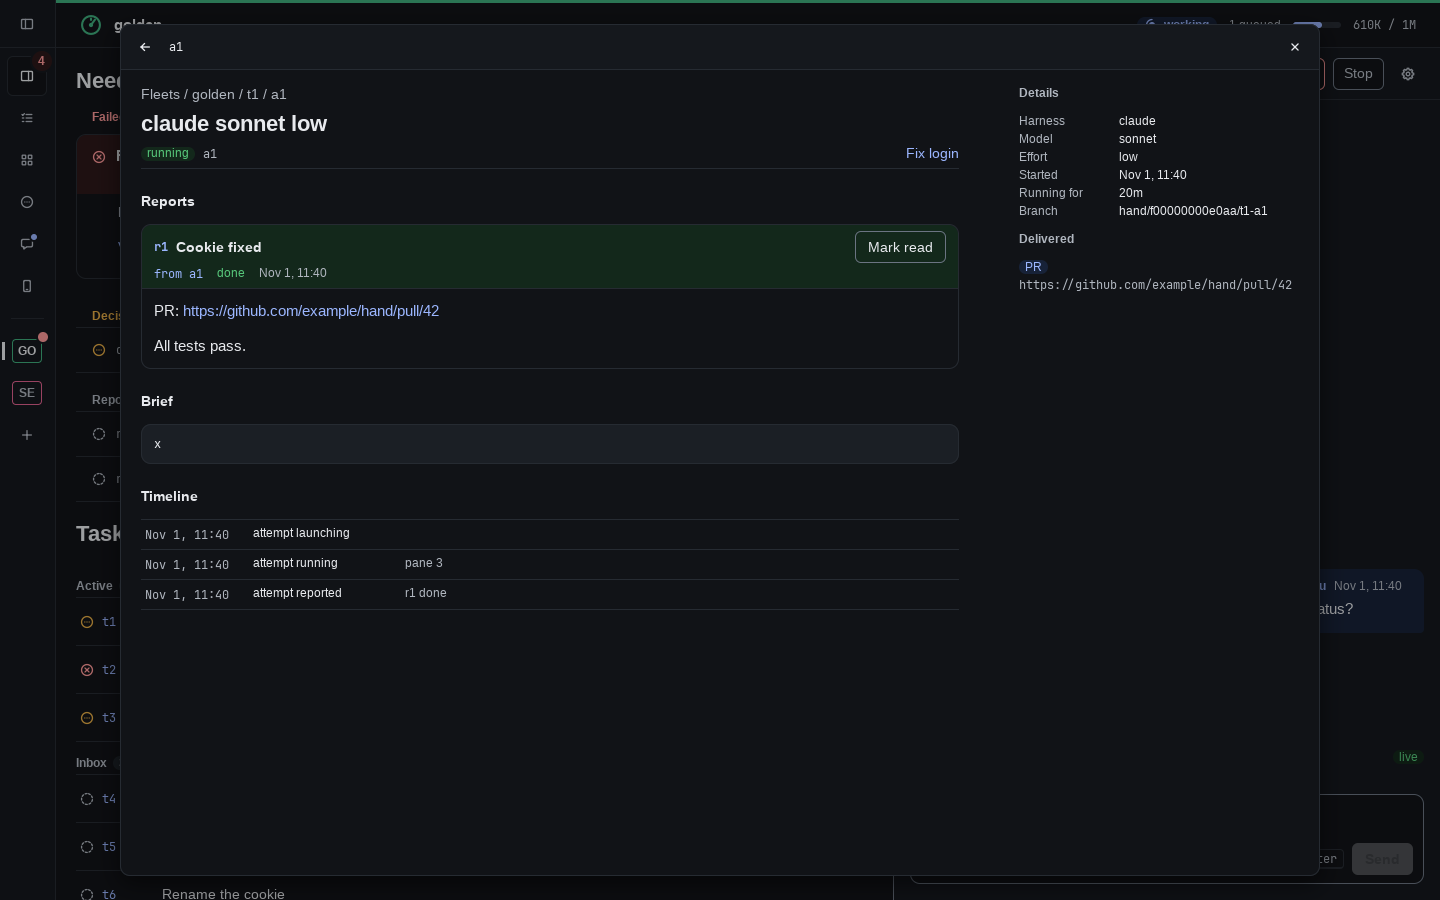 golden
working
1 queued
610K / 1M
4
Need
Stop
a1
Fleets / golden / t1 / a1
claude sonnet low
running a1
Fix login
Reports
r1 Cookie fixed
Mark read
from a1 done Nov 1, 11:40
PR: https://github.com/example/hand/pull/42
All tests pass.
Brief
x
Timeline
Nov 1, 11:40 attempt launching
Nov 1, 11:40 attempt running pane 3
Nov 1, 11:40 attempt reported r1 done
Details
Harness claude
Model sonnet
Effort low
Started Nov 1, 11:40
Running for 20m
Branch hand/f00000000e0aa/t1-a1
Delivered
PR
https://github.com/example/hand/pull/42
GO
SE
Task
Active
t1
t2
t3
Inbox
t4
t5
t6 Rename the cookie
Nov 1, 11:40
atus?
live
Send